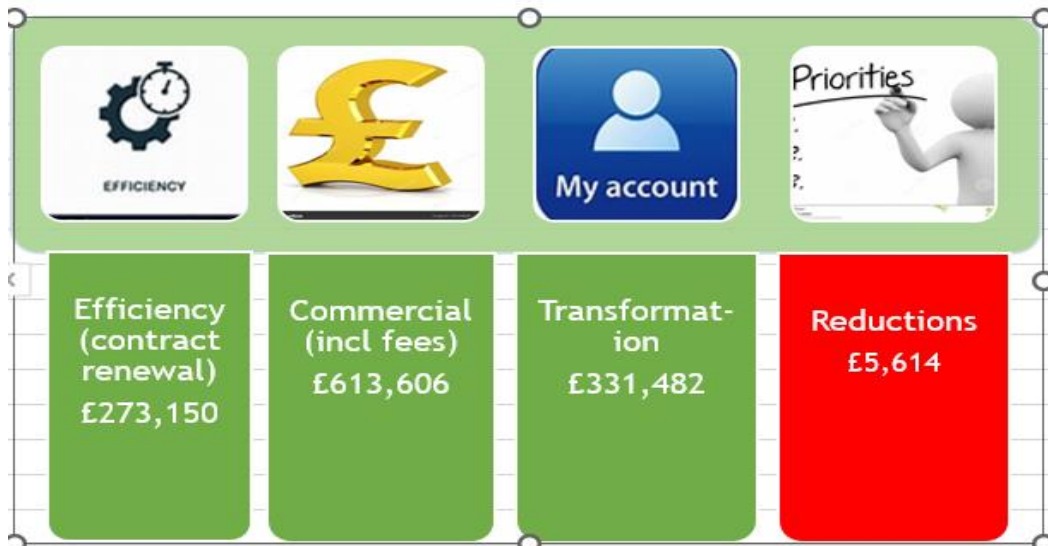 EFFICIENCY
My account
Priorities
Efficiency
(contract
renewal)
£273,150
Commercial
(incl fees)
£613,606
Transformat-
ion
£331,482
Reductions
£5,614